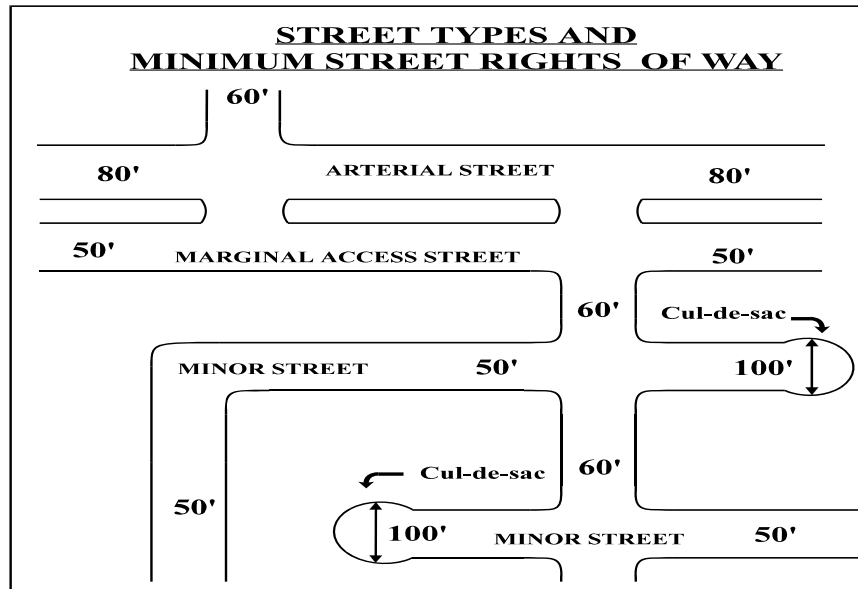 STREET TYPES AND
MINIMUM STREET RIGHTS OF WAY
60'
80'
ARTERIAL STREET
80'
50'
MARGINAL ACCESS STREET
50'
60'
Cul-de-sac
MINOR STREET
50'
100'
Cul-de-sac
60'
50'
100'
MINOR STREET
50'